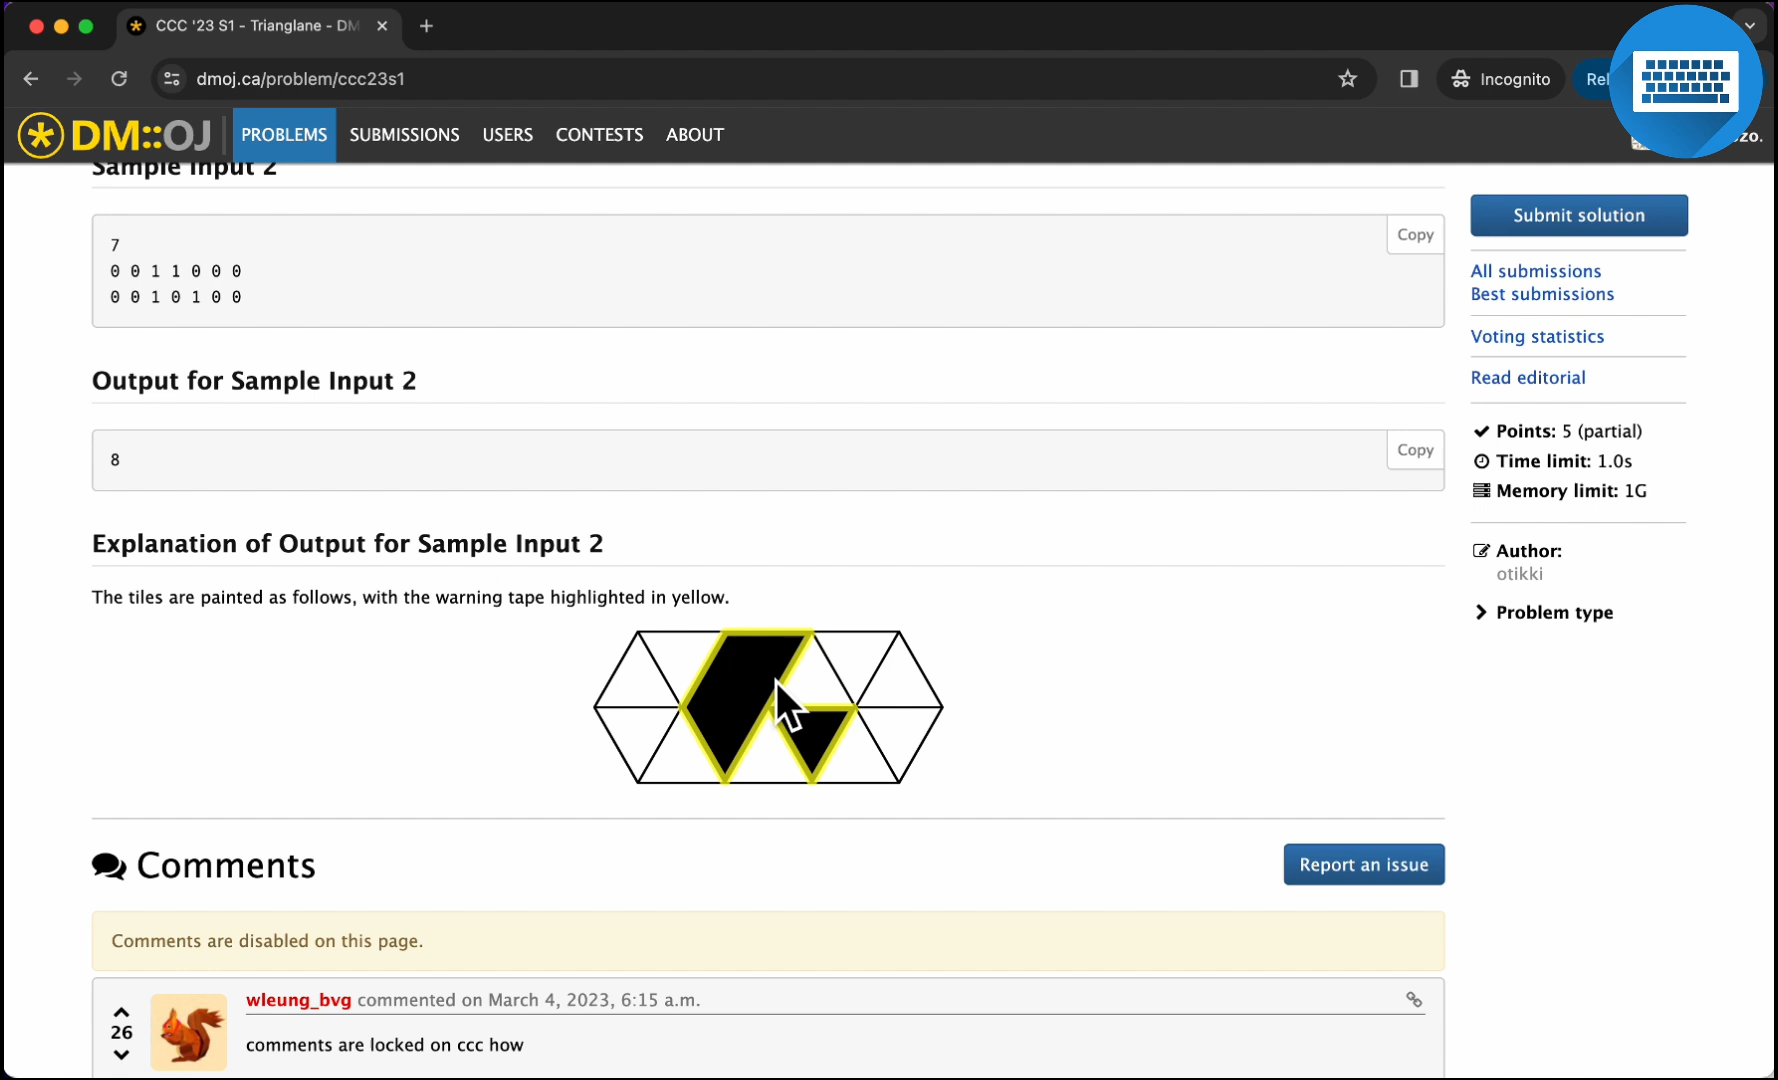 CCC '23 S1 - Trianglane - DM
dmoj.ca/problem/ccc23s1
Incognito
Rel
DM::OJ
PROBLEMS SUBMISSIONS USERS CONTESTS ABOUT
zo.
Sample Input 2
7
0 0 1 1 0 0 0
0 0 1 0 1 0 0
Copy
Output for Sample Input 2
8
Copy
Explanation of Output for Sample Input 2
The tiles are painted as follows, with the warning tape highlighted in yellow.
Comments
Report an issue
Comments are disabled on this page.
26
wleung_bvg commented on March 4, 2023, 6:15 a.m.
comments are locked on ccc how
Submit solution
All submissions
Best submissions
Voting statistics
Read editorial
Points: 5 (partial)
Time limit: 1.0s
Memory limit: 1G
Author:
otikki
Problem type